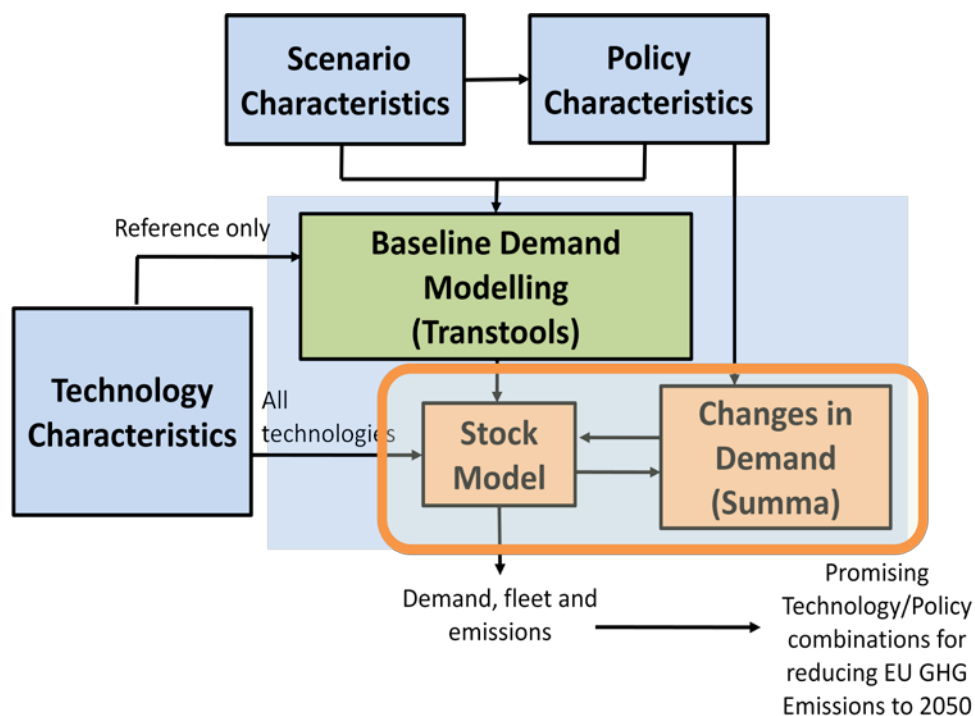 Scenario
Characteristics
Policy
Characteristics
Reference only
Baseline Demand
Modelling
(Transtools)
Technology
Characteristics
All
technologies
Stock
Model
Changes in
Demand
(Summa)
Demand, fleet and
emissions
Promising
Technology/Policy
combinations for
reducing EU GHG
Emissions to 2050